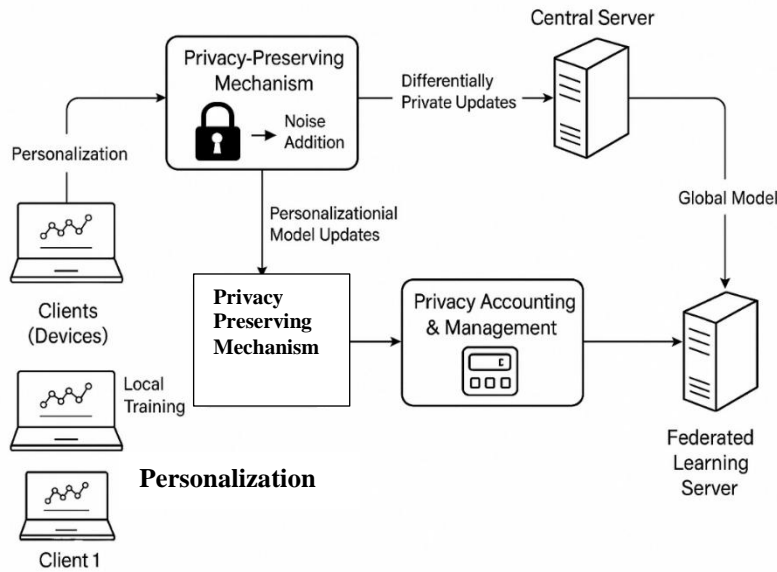 Central Server
Privacy-Preserving
Mechanism
Noise
Addition
Differentially
Private Updates
Personalization
Personalizationial
Model Updates
Global Model
Clients
(Devices)
Privacy
Preserving
Mechanism
Privacy Accounting
& Management
Local
Training
Federated
Learning
Server
Personalization
Client 1